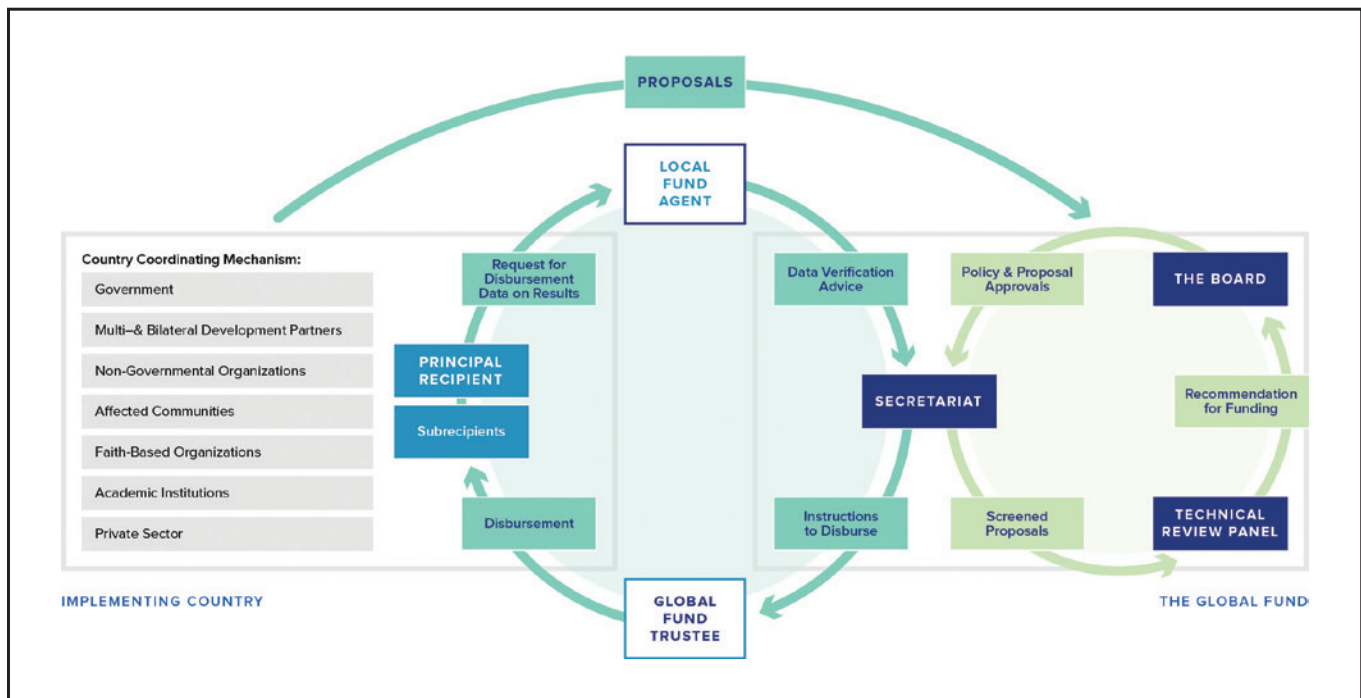 PROPOSALS
LOCAL
FUND
AGENT
Country Coordinating Mechanism:
Government
Multi–& Bilateral Development Partners
Non-Governmental Organizations
Affected Communities
Faith-Based Organizations
Academic Institutions
Private Sector
Request for
Disbursement
Data on Results
PRINCIPAL
RECIPIENT
Subrecipients
Disbursement
Data Verification
Advice
SECRETARIAT
Instructions
to Disburse
Policy & Proposal
Approvals
THE BOARD
Recommendation
for Funding
Screened
Proposals
TECHNICAL
REVIEW PANEL
GLOBAL
FUND
TRUSTEE
IMPLEMENTING COUNTRY
THE GLOBAL FUND